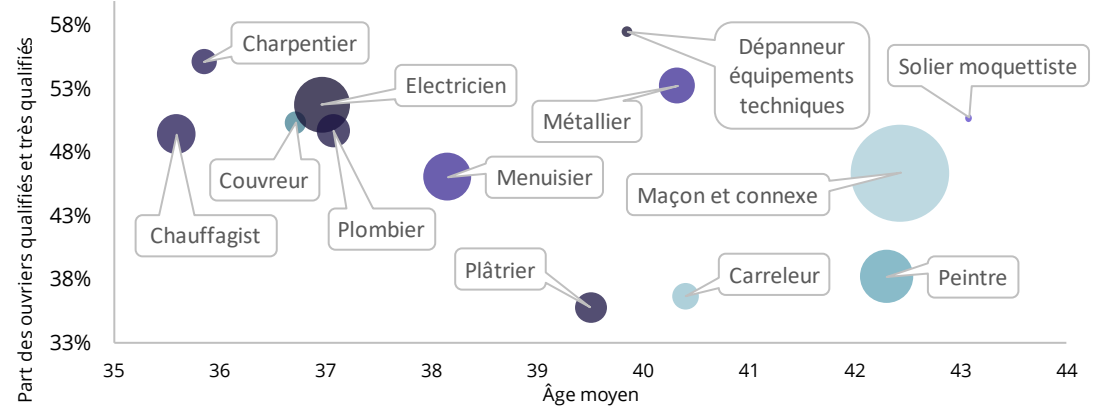 Part des ouvriers qualifiés et très qualifiés
58%
53%
48%
43%
38%
33%
Charpentier
Electricien
Dépanneur
équipements
techniques
Solier moquettiste
Métallier
Couvreur
Menuisier
Maçon et connexe
Chauffagist
Plombier
Plâtrier
Carreleur
Peintre
35
36
37
38
39
40
41
42
43
44
Âge moyen